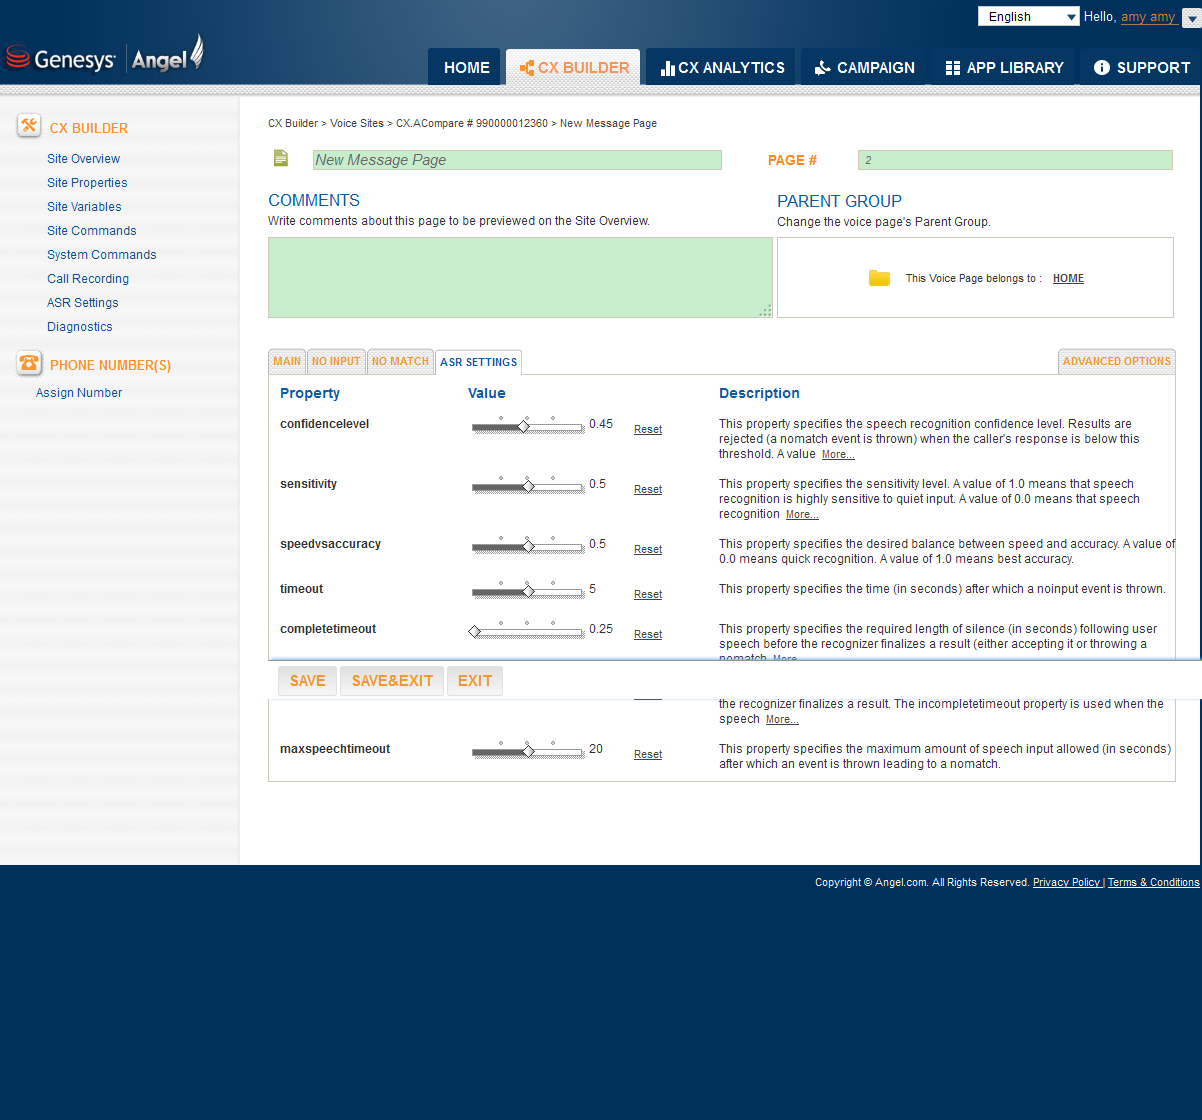 English
Hello, amy amy
Genesys Angel
HOME
CX BUILDER
CX ANALYTICS
CAMPAIGN
APP LIBRARY
SUPPORT
CX BUILDER
Site Overview
Site Properties
Site Variables
Site Commands
System Commands
Call Recording
ASR Settings
Diagnostics
PHONE NUMBER(S)
Assign Number
CX Builder > Voice Sites > CX.ACompare # 990000012360 > New Message Page
New Message Page
PAGE #
2
COMMENTS
Write comments about this page to be previewed on the Site Overview.
PARENT GROUP
Change the voice page's Parent Group.
This Voice Page belongs to : HOME
MAIN
NO INPUT
NO MATCH
ASR SETTINGS
ADVANCED OPTIONS
Property Value Description
confidencelevel 0.45 Reset
This property specifies the speech recognition confidence level. Results are
rejected (a nomatch event is thrown) when the caller's response is below this
threshold. A value More...
sensitivity 0.5 Reset
This property specifies the sensitivity level. A value of 1.0 means that speech
recognition is highly sensitive to quiet input. A value of 0.0 means that speech
recognition More...
speedvsaccuracy 0.5 Reset
This property specifies the desired balance between speed and accuracy. A value of
0.0 means quick recognition. A value of 1.0 means best accuracy.
timeout 5 Reset
This property specifies the time (in seconds) after which a noinput event is thrown.
completetimeout 0.25 Reset
This property specifies the required length of silence (in seconds) following user
speech before the recognizer finalizes a result (either accepting it or throwing a
nomatch More...
SAVE
SAVE&EXIT
EXIT
the recognizer finalizes a result. The incompletetimeout property is used when the
speech More...
maxspeechtimeout 20 Reset
This property specifies the maximum amount of speech input allowed (in seconds)
after which an event is thrown leading to a nomatch.
Copyright © Angel.com. All Rights Reserved. Privacy Policy | Terms & Conditions